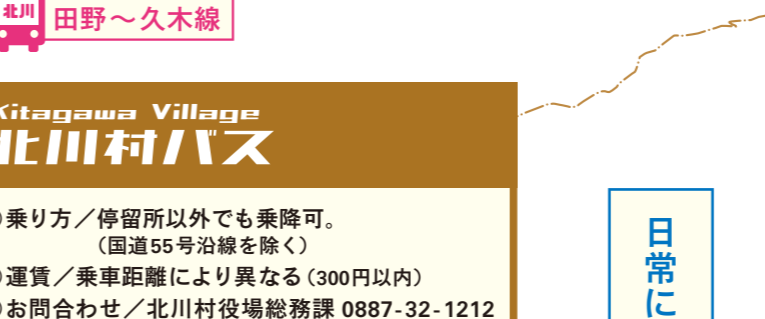 北川
田野～久木線
Kitagawa Village
北川村バス
乗り方／停留所以外でも乗降可。
（国道55号沿線を除く）
運賃／乗車距離により異なる（300円以内）
お問合わせ／北川村役場総務課 0887-32-1212
日常に